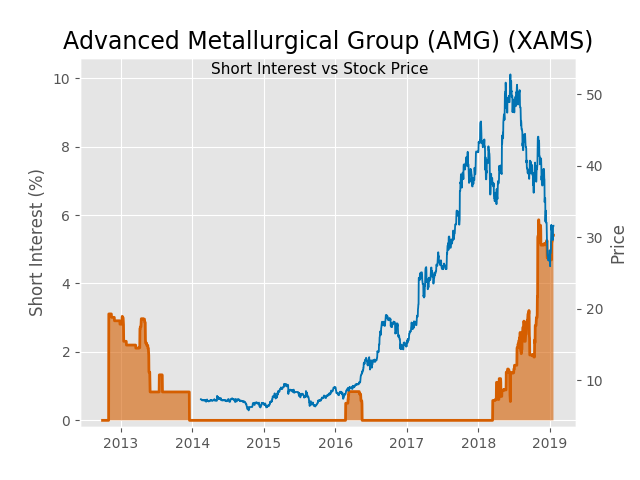 Advanced Metallurgical Group (AMG) (XAMS)
Short Interest vs Stock Price
Short Interest (%)
10
8
6
4
2
0
50
40
30
20
10
Price
2013 2014 2015 2016 2017 2018 2019